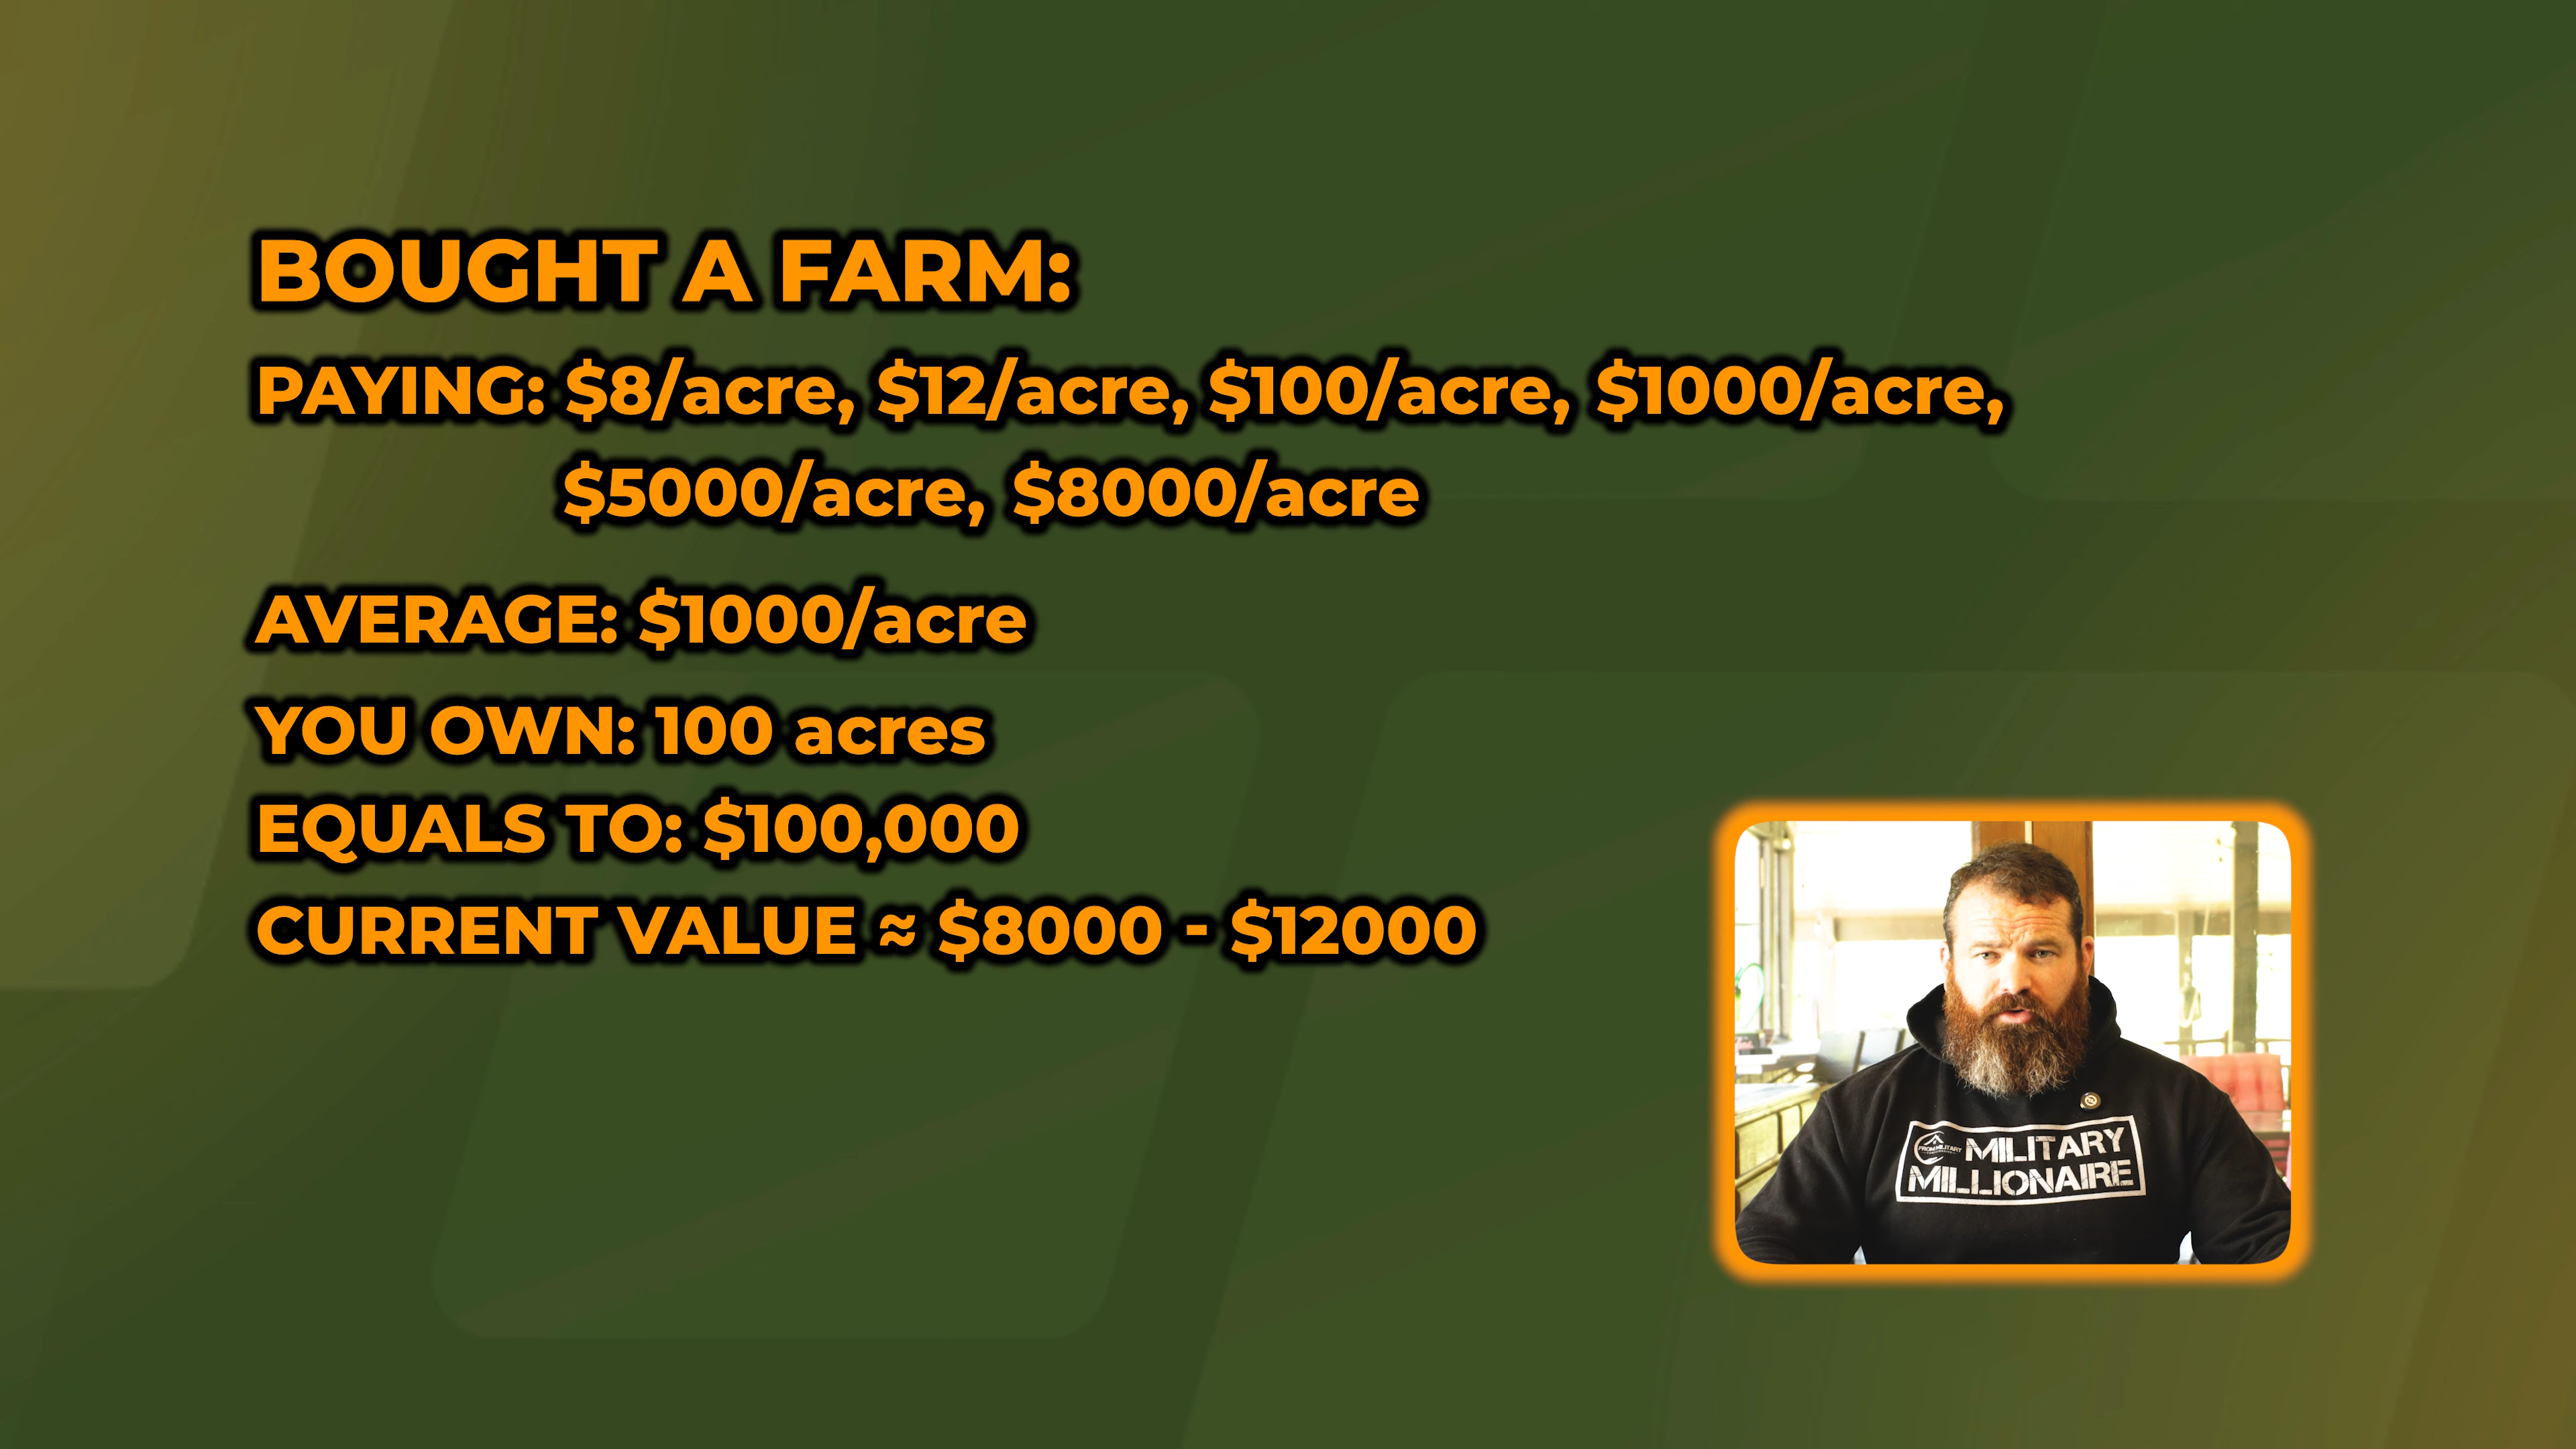 BOUGHT A FARM:
PAYING: $8/acre, $12/acre, $100/acre, $1000/acre,
$5000/acre, $8000/acre
AVERAGE: $1000/acre
YOU OWN: 100 acres
EQUALS TO: $100,000
CURRENT VALUE ≈ $8000 - $12000
MILITARY
MILLIONAIRE